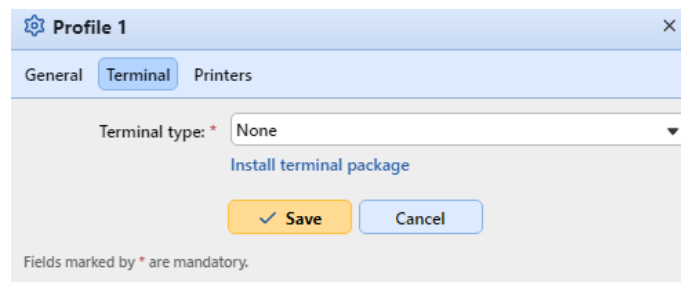 Profile 1
General Terminal Printers
Terminal type: * None
Install terminal package
Save Cancel
Fields marked by * are mandatory.